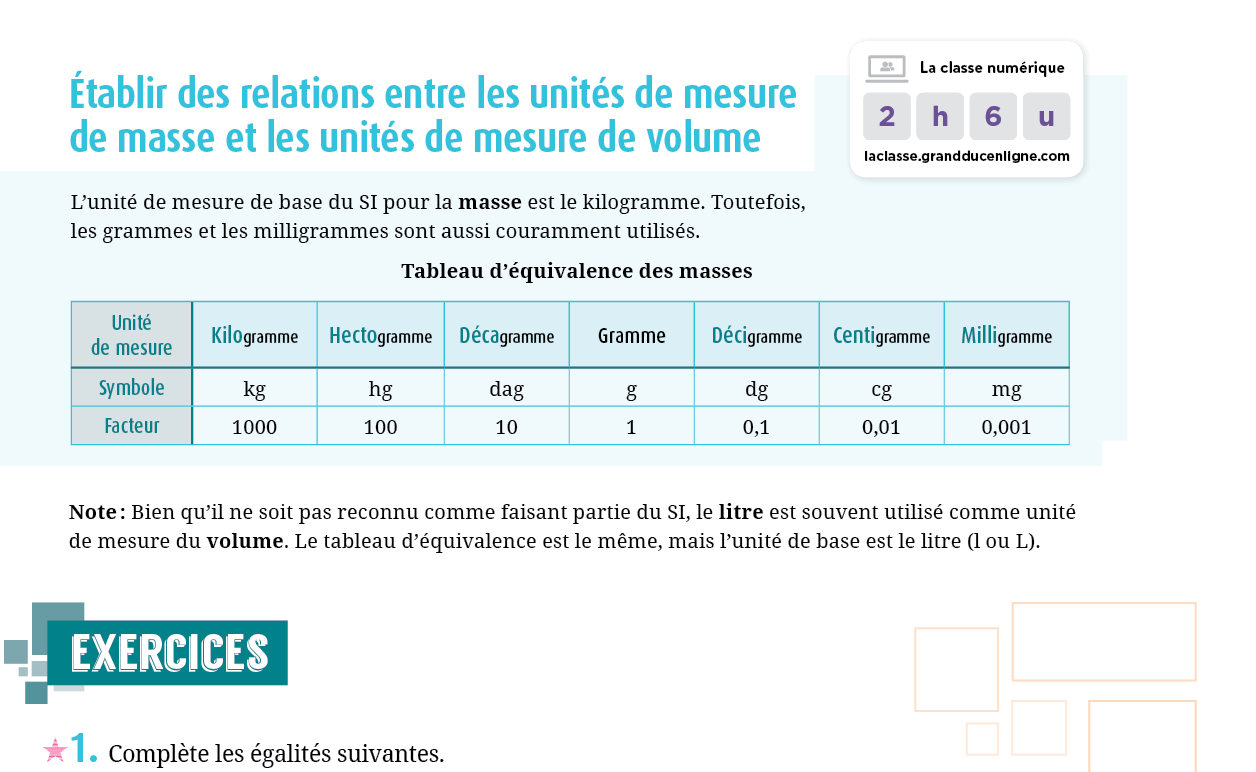 Établir des relations entre les unités de mesure
de masse et les unités de mesure de volume
La classe numérique
2 h 6 u
laclasse.grandducenligne.com
L’unité de mesure de base du SI pour la masse est le kilogramme. Toutefois,
les grammes et les milligrammes sont aussi couramment utilisés.
Tableau d’équivalence des masses
Unité
de mesure
Kilogramme Hectogramme Décagramme Gramme Décigramme Centigramme Milligramme
Symbole kg hg dag g dg cg mg
Facteur 1000 100 10 1 0,1 0,01 0,001
Note : Bien qu’il ne soit pas reconnu comme faisant partie du SI, le litre est souvent utilisé comme unité
de mesure du volume. Le tableau d’équivalence est le même, mais l’unité de base est le litre (l ou L).
EXERCICES
1. Complète les égalités suivantes.